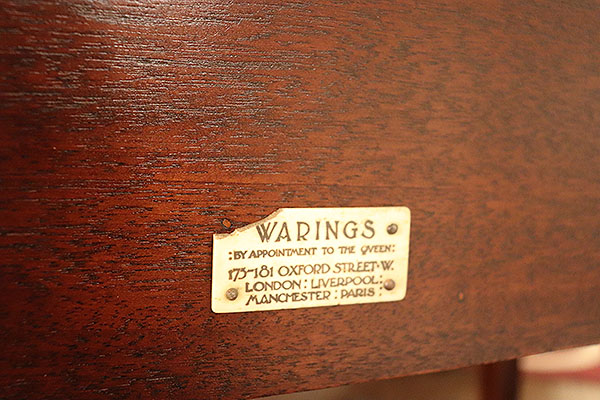 WARINGS
:BY APPOINTMENT TO THE QVEEN:
175-181 OXFORD STREET·W.
LONDON: LIVERPOOL:
MANCHESTER: PARIS: